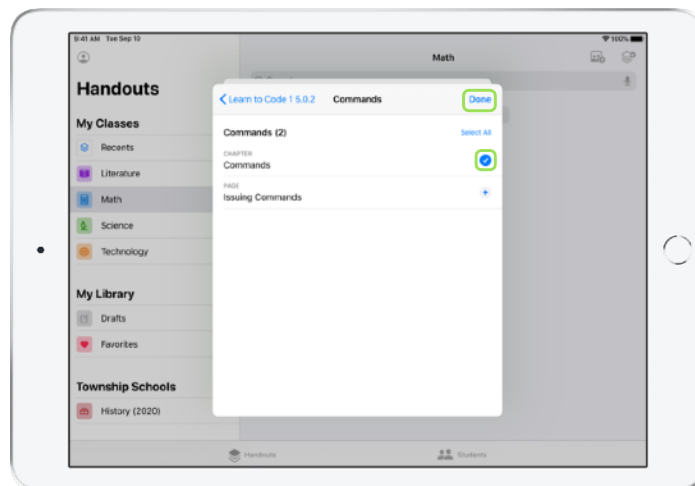 9:41 AM Tue Sep 10
100%
Math
Handouts
My Classes
Recents
Literature
Math
Science
Technology
My Library
Drafts
Favorites
Township Schools
History (2020)
Learn to Code 1 5.0.2
Commands
Done
Commands (2)
Select All
CHAPTER
Commands
PAGE
Issuing Commands
Handouts
Students